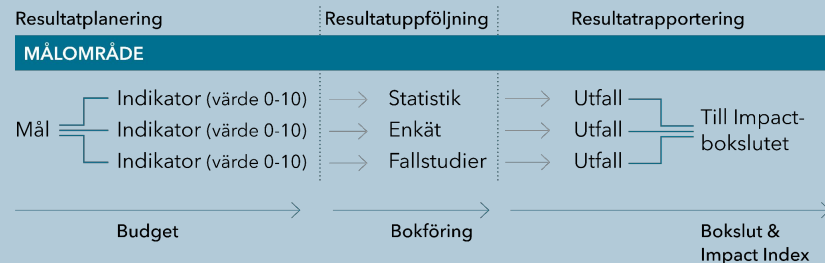 Resultatplanering Resultatuppföljning Resultatrapportering
MÅLOMRÅDE
Indikator (värde 0-10) Statistik Utfall
Mål Indikator (värde 0-10) Enkät Utfall Till Impact-
bokslutet
Indikator (värde 0-10) Fallstudier Utfall
Budget Bokföring Bokslut &
Impact Index